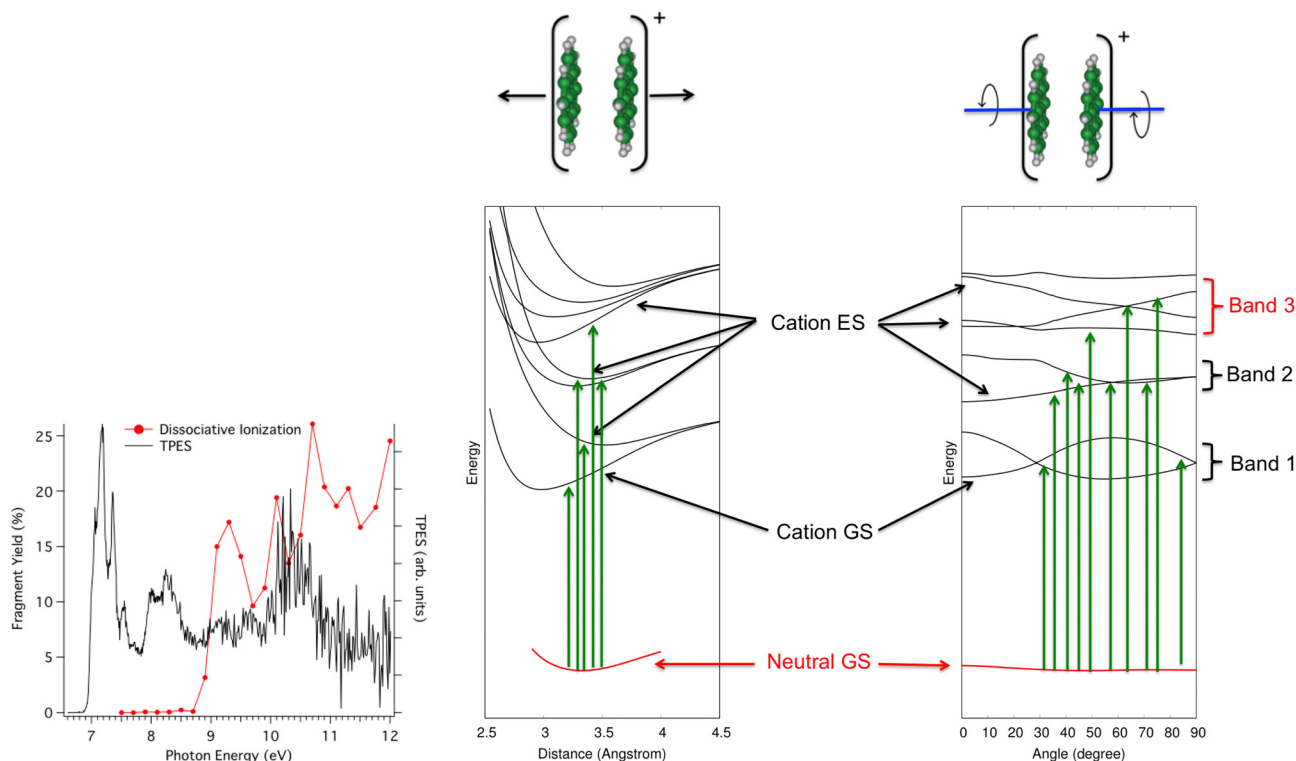 +
+
Dissociative Ionization
TPES
Fragment Yield (%)
25
20
15
10
5
0
7
8
9
10
11
12
Photon Energy (eV)
TPES (arb. units)
Energy
2.5
3
3.5
4
4.5
Distance (Angstrom)
Cation ES
Cation GS
Neutral GS
Energy
0
10
20
30
40
50
60
70
80
90
Angle (degree)
Band 3
Band 2
Band 1